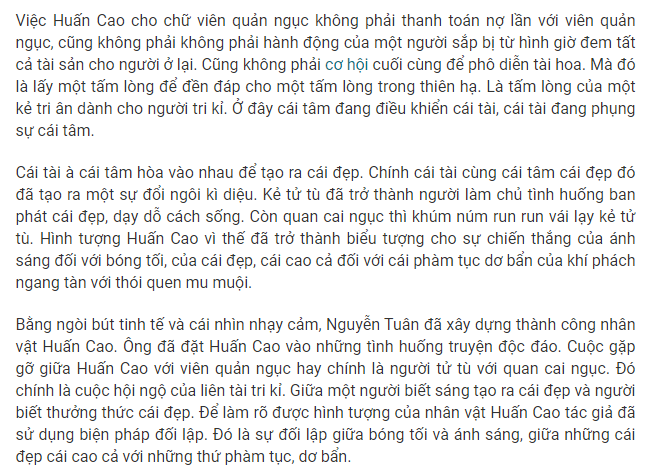 Việc Huấn Cao cho chữ viên quản ngục không phải thanh toán nợ lần với viên quản
ngục, cũng không phải không phải hành động của một người sắp bị từ hình giờ đem tất
cả tài sản cho người ở lại. Cũng không phải cơ hội cuối cùng để phô diễn tài hoa. Mà đó
là lấy một tấm lòng để đền đáp cho một tấm lòng trong thiên hạ. Là tấm lòng của một
kẻ tri ân dành cho người tri kỉ. Ở đây cái tâm đang điều khiển cái tài, cái tài đang phụng
sự cái tâm.
Cái tài à cái tâm hòa vào nhau để tạo ra cái đẹp. Chính cái tài cùng cái tâm cái đẹp đó
đã tạo ra một sự đổi ngôi kì diệu. Kẻ tử tù đã trở thành người làm chủ tình huống ban
phát cái đẹp, dạy dỗ cách sống. Còn quan cai ngục thì khúm núm run run vái lạy kẻ tử
tù. Hình tượng Huấn Cao vì thế đã trở thành biểu tượng cho sự chiến thắng của ánh
sáng đối với bóng tối, của cái đẹp, cái cao cả đối với cái phàm tục dơ bẩn của khí phách
ngang tàn với thói quen mu muội.
Bằng ngòi bút tinh tế và cái nhìn nhạy cảm, Nguyễn Tuân đã xây dựng thành công nhân
vật Huấn Cao. Ông đã đặt Huấn Cao vào những tình huống truyện độc đáo. Cuộc gặp
gỡ giữa Huấn Cao với viên quản ngục hay chính là người tử tù với quan cai ngục. Đó
chính là cuộc hội ngộ của liên tài tri kỉ. Giữa một người biết sáng tạo ra cái đẹp và người
biết thưởng thức cái đẹp. Để làm rõ được hình tượng của nhân vật Huấn Cao tác giả đã
sử dụng biện pháp đối lập. Đó là sự đối lập giữa bóng tối và ánh sáng, giữa những cái
đẹp cái cao cả với những thứ phàm tục, dơ bẩn.